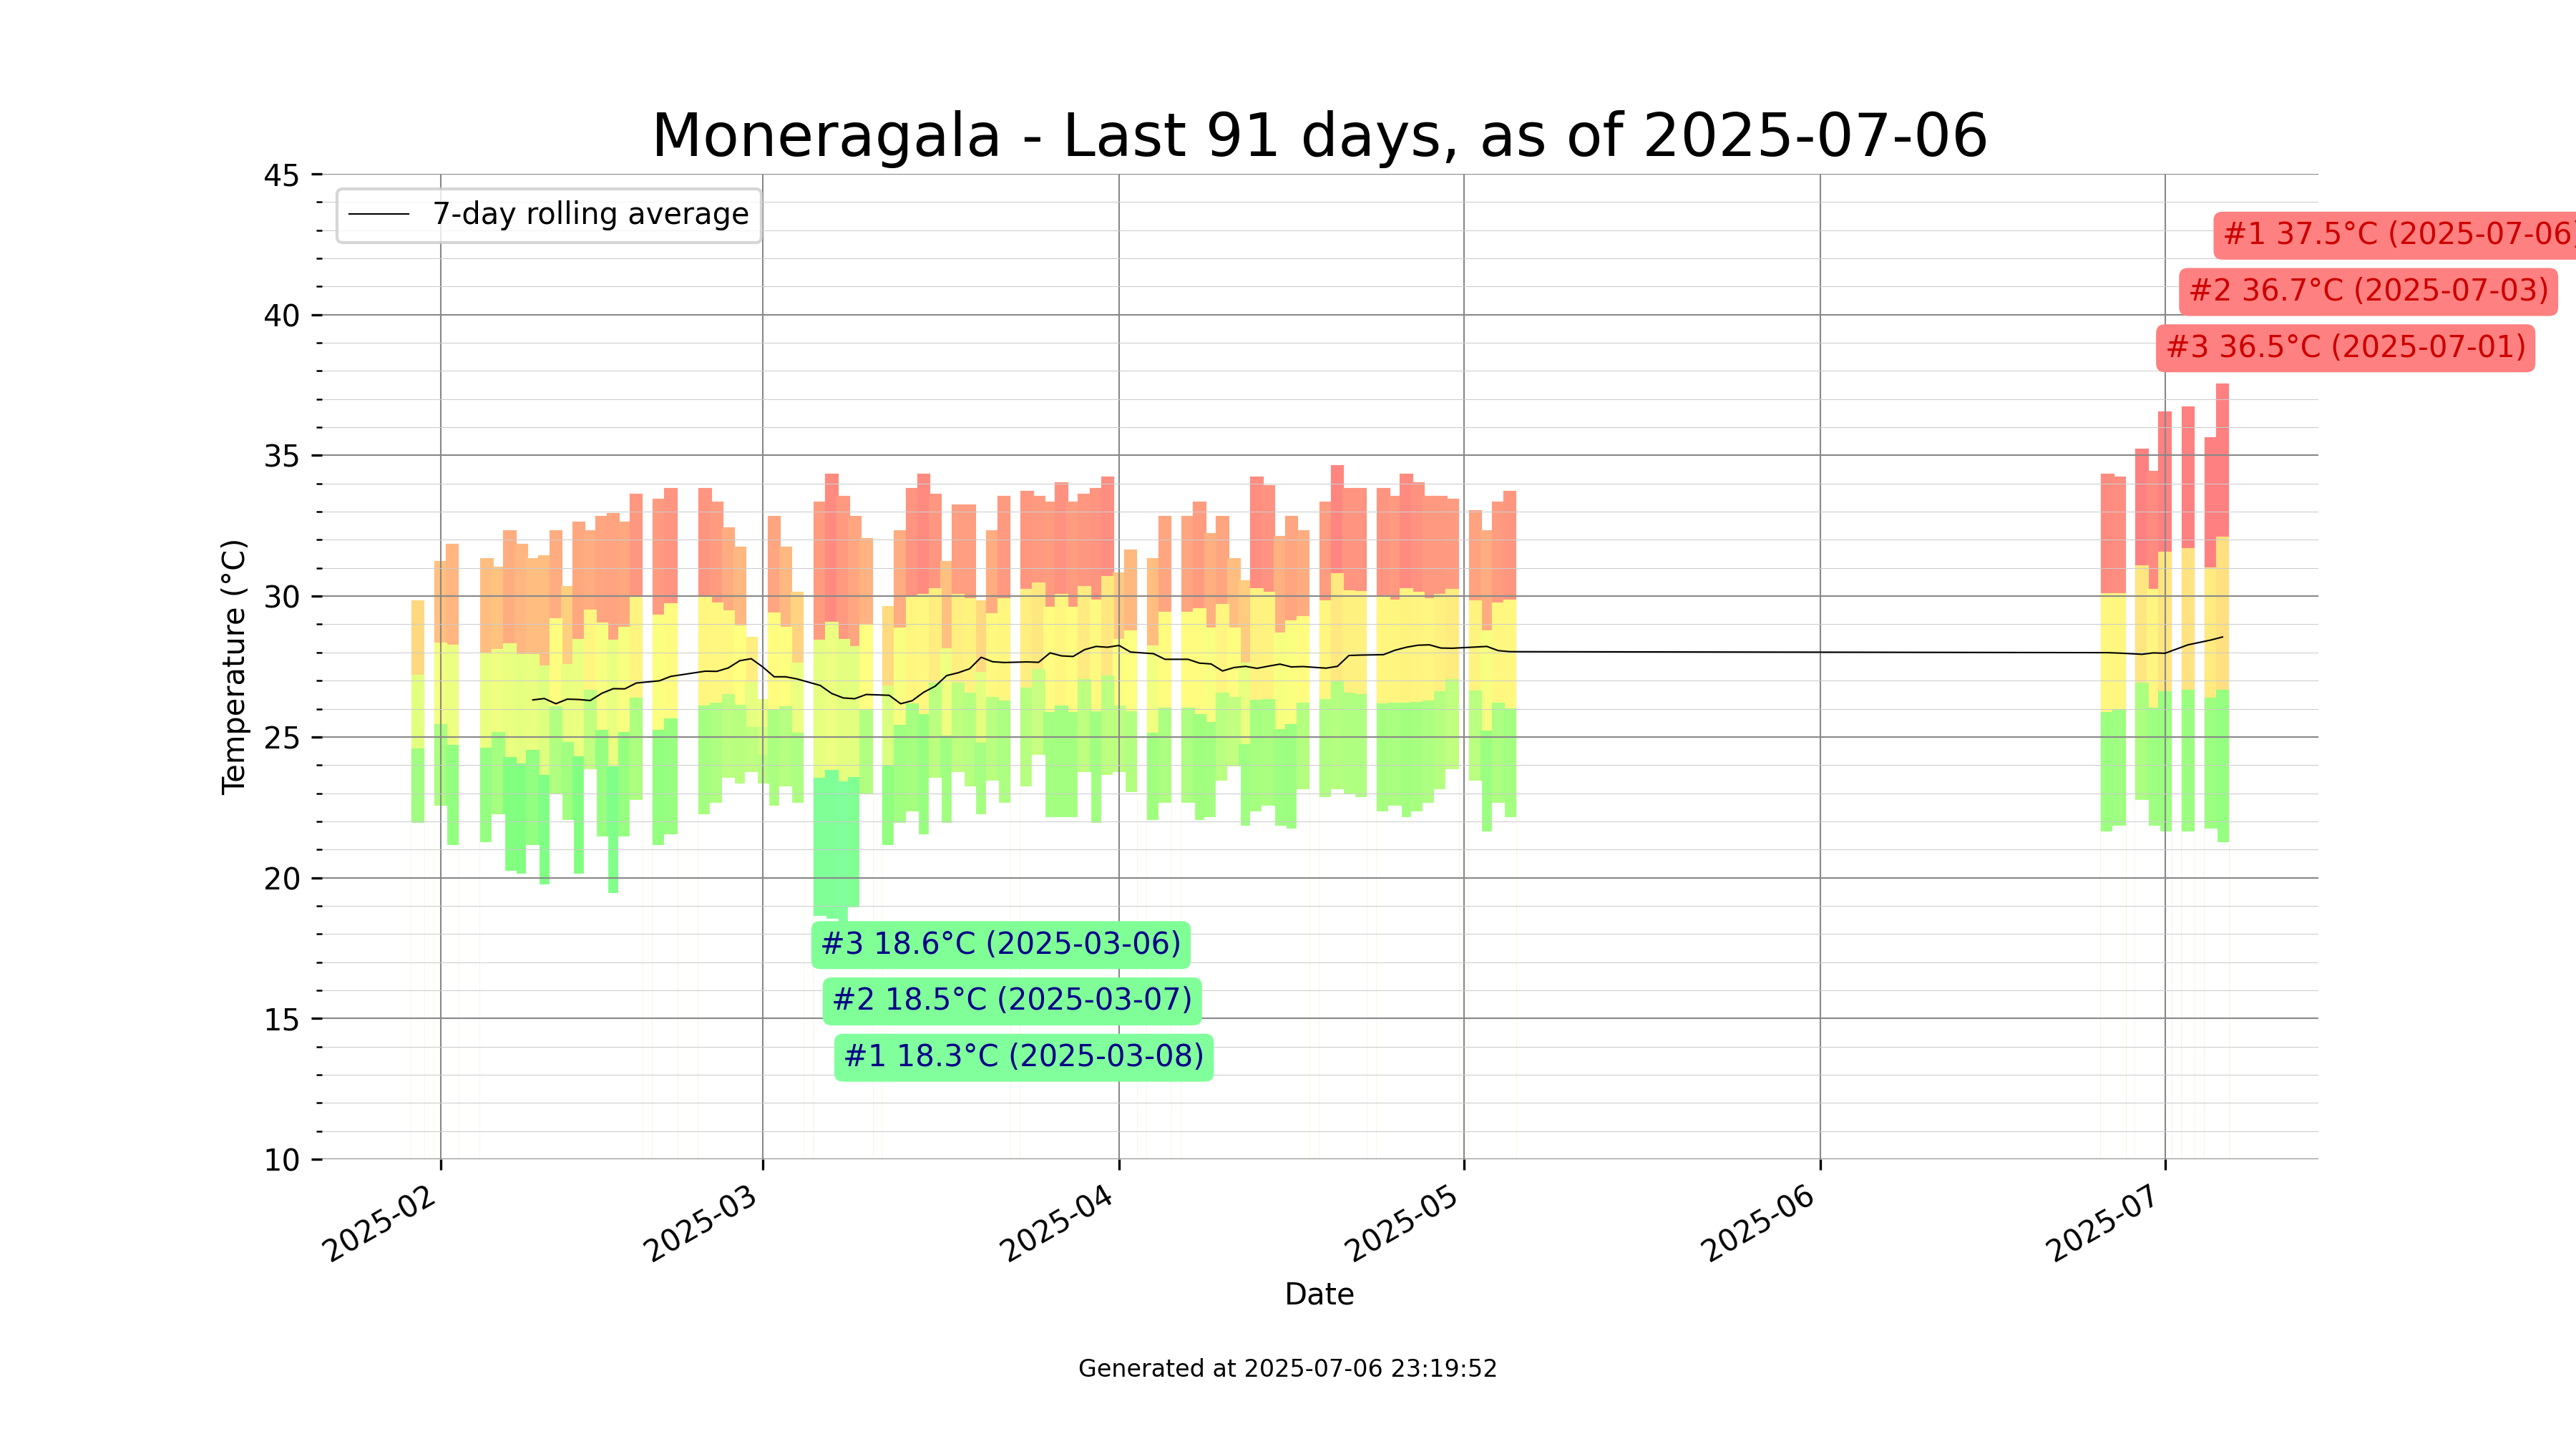 Moneragala - Last 91 days, as of 2025-07-06
7-day rolling average
#1 37.5°C (2025-07-06)
#2 36.7°C (2025-07-03)
#3 36.5°C (2025-07-01)
45
40
35
30
25
20
15
10
Temperature (°C)
#3 18.6°C (2025-03-06)
#2 18.5°C (2025-03-07)
#1 18.3°C (2025-03-08)
2025-02
2025-03
2025-04
2025-05
2025-06
2025-07
Date
Generated at 2025-07-06 23:19:52